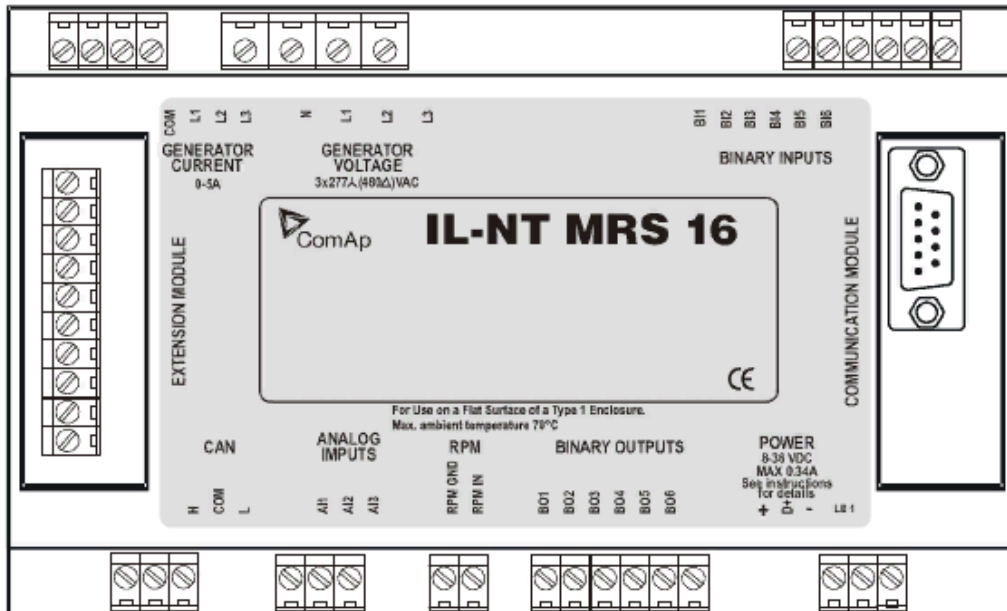 COM L1 L2 L3
GENERATOR
CURRENT
0-5A
N L1 L2 L3
GENERATOR
VOLTAGE
3x277⅄(480Δ)VAC
BI1 BI2 BI3 BI4 BI5 BI6
BINARY INPUTS
EXTENSION MODULE
ComAp
IL-NT MRS 16
CE
COMMUNICATION MODULE
For Use on a Flat Surface of a Type 1 Enclosure.
Max. ambient temperature 70°C
CAN
H COM L
ANALOG
INPUTS
AI1 AI2 AI3
RPM
RPM GND RPM IN
BINARY OUTPUTS
BO1 BO2 BO3 BO4 BO5 BO6
POWER
8-36 VDC
MAX 0.34A
See instructions
for details
+ D+ -